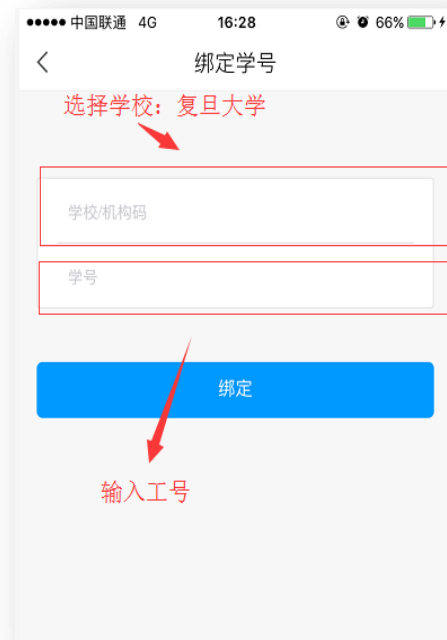 中国联通 4G 16:28 66%
绑定学号
选择学校：复旦大学
学校/机构码
学号
绑定
输入工号